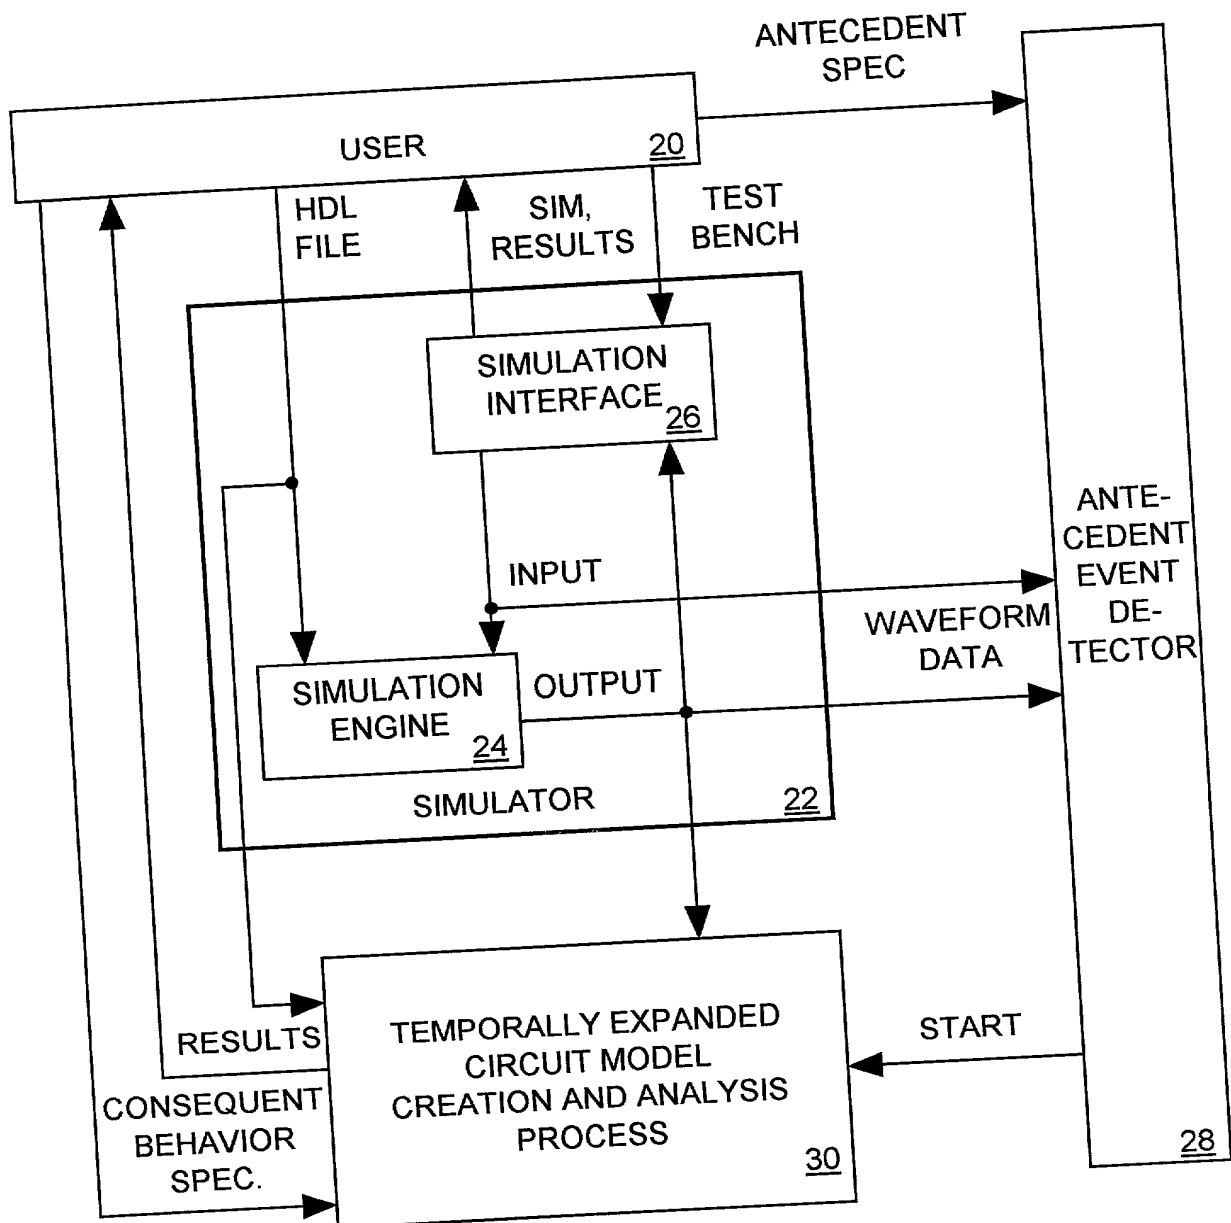 ANTECEDENT
SPEC
USER
20
HDL
FILE
SIM,
RESULTS
TEST
BENCH
SIMULATION
INTERFACE
26
INPUT
WAVEFORM
DATA
ANTE-
CEDENT
EVENT
DE-
TECTOR
SIMULATION
ENGINE
24
OUTPUT
SIMULATOR
22
RESULTS
TEMPORALLY EXPANDED
CIRCUIT MODEL
CREATION AND ANALYSIS
PROCESS
30
START
CONSEQUENT
BEHAVIOR
SPEC.
28